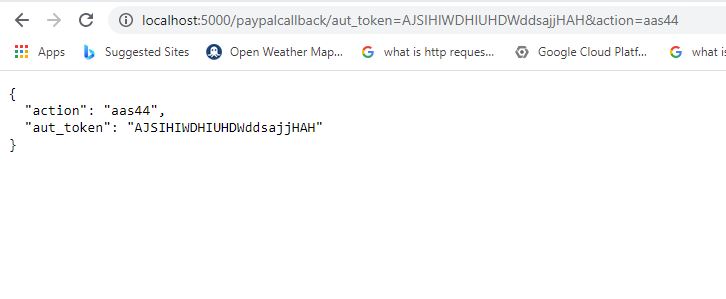 localhost:5000/paypalcallback/aut_token=AJSIHIWDHIUHDWddsajjHAH&action=aas44
Apps Suggested Sites Open Weather Map... what is http reques... Google Cloud Platf... what is
{
"action": "aas44",
"aut_token": "AJSIHIWDHIUHDWddsajjHAH"
}